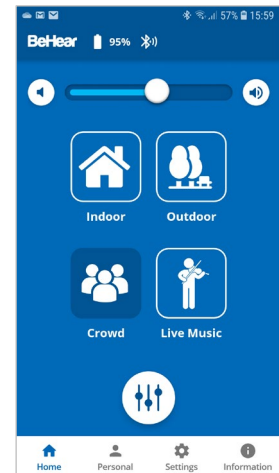 57% 15:59
BeHear 95%
Indoor Outdoor
Crowd Live Music
Home Personal Settings Information